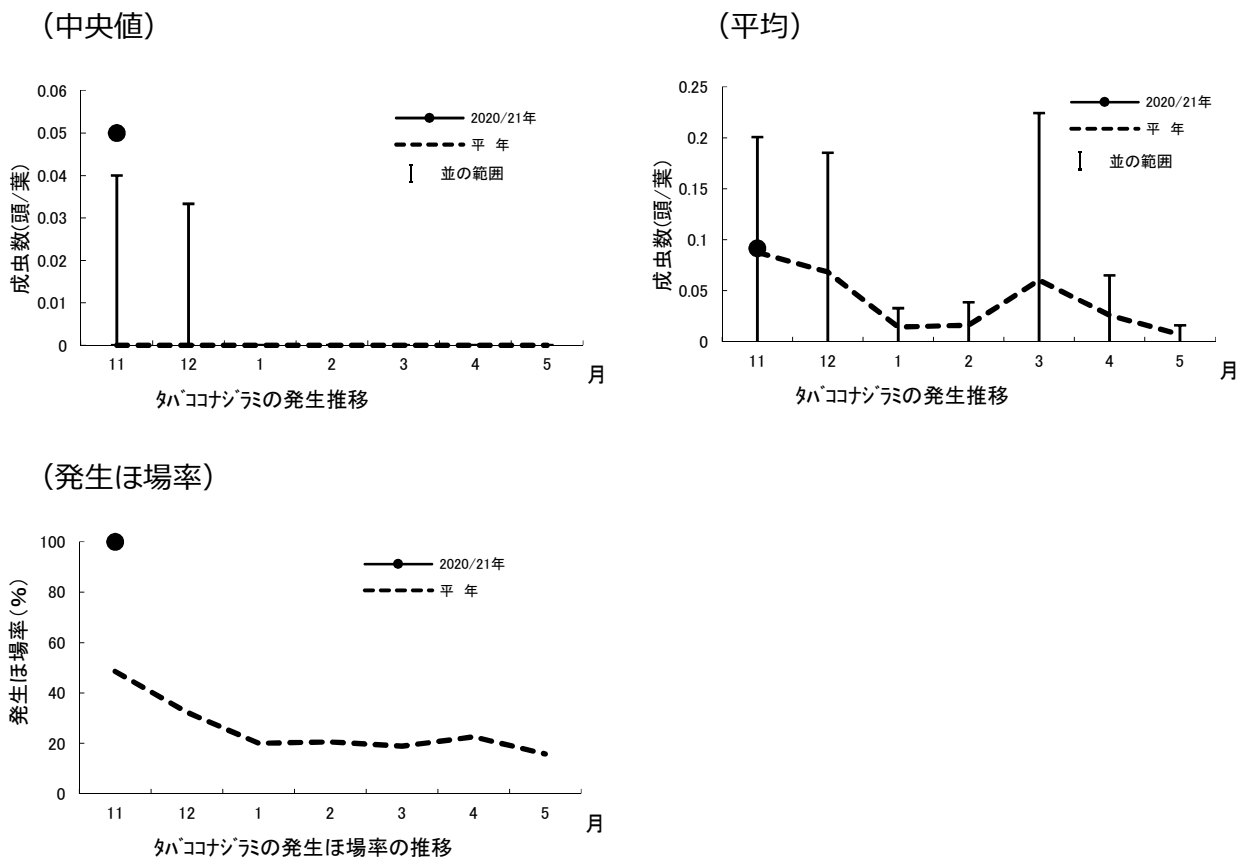 （中央値）
0.06
0.05
0.04
0.03
0.02
0.01
0
成虫数(頭/葉)
2020/21年
平 年
並の範囲
11 12 1 2 3 4 5
月
ﾀﾊﾞｺｺﾅｼﾞﾗﾐの発生推移
（平均）
0.25
0.2
0.15
0.1
0.05
0
成虫数(頭/葉)
2020/21年
平 年
並の範囲
11 12 1 2 3 4 5
月
ﾀﾊﾞｺｺﾅｼﾞﾗﾐの発生推移
（発生ほ場率）
100
80
60
40
20
0
発生ほ場率(%)
2020/21年
平 年
11 12 1 2 3 4 5
月
ﾀﾊﾞｺｺﾅｼﾞﾗﾐの発生ほ場率の推移